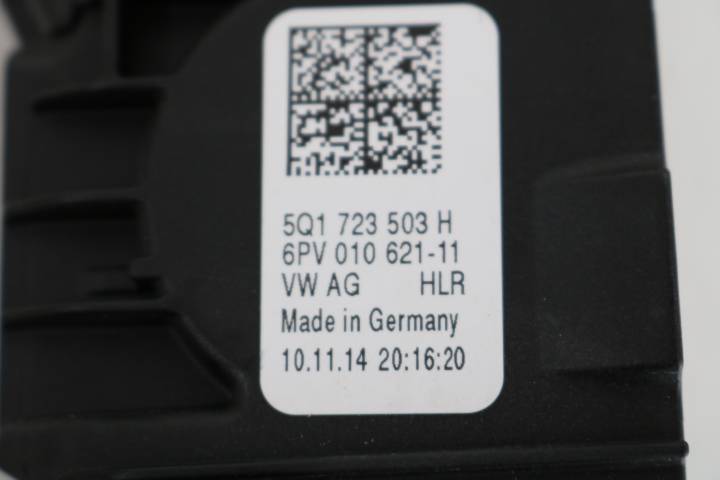 5Q1 723 503 H
6PV 010 621-11
VW AG HLR
Made in Germany
10.11.14 20:16:20